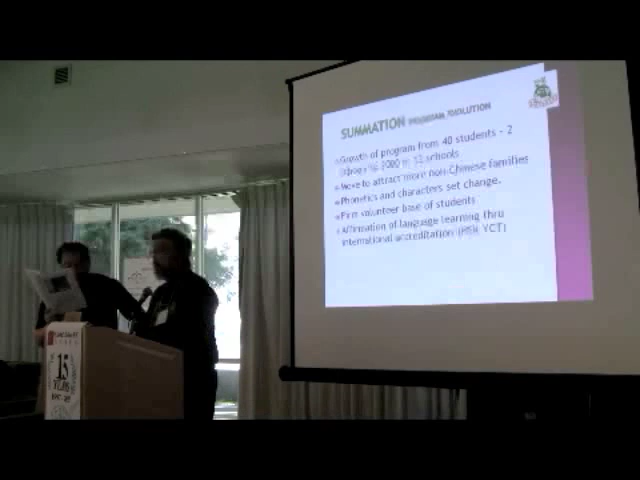 SUMMATION PROGRAM EVOLUTION
Growth of program from 40 students - 2
to 2000 in 12 schools
Move to attract more non-Chinese families
Phonetics and characters set change.
Firm volunteer base of students
Affirmation of language learning thru
international accreditation (HSK YCT)
15
YEARS